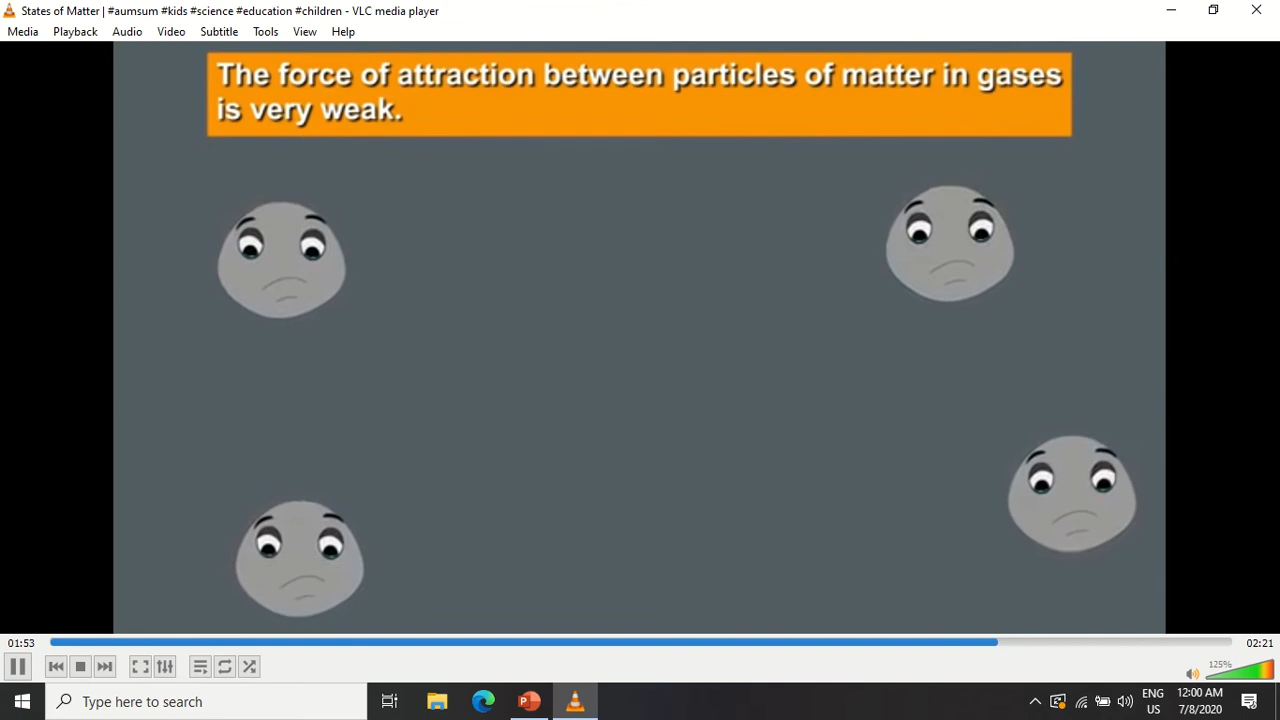 States of Matter | #aumsum #kids #science #education #children - VLC media player
Media Playback Audio Video Subtitle Tools View Help
The force of attraction between particles of matter in gases
is very weak.
01:53 02:21
125%
Type here to search
ENG 12:00 AM
US 7/8/2020